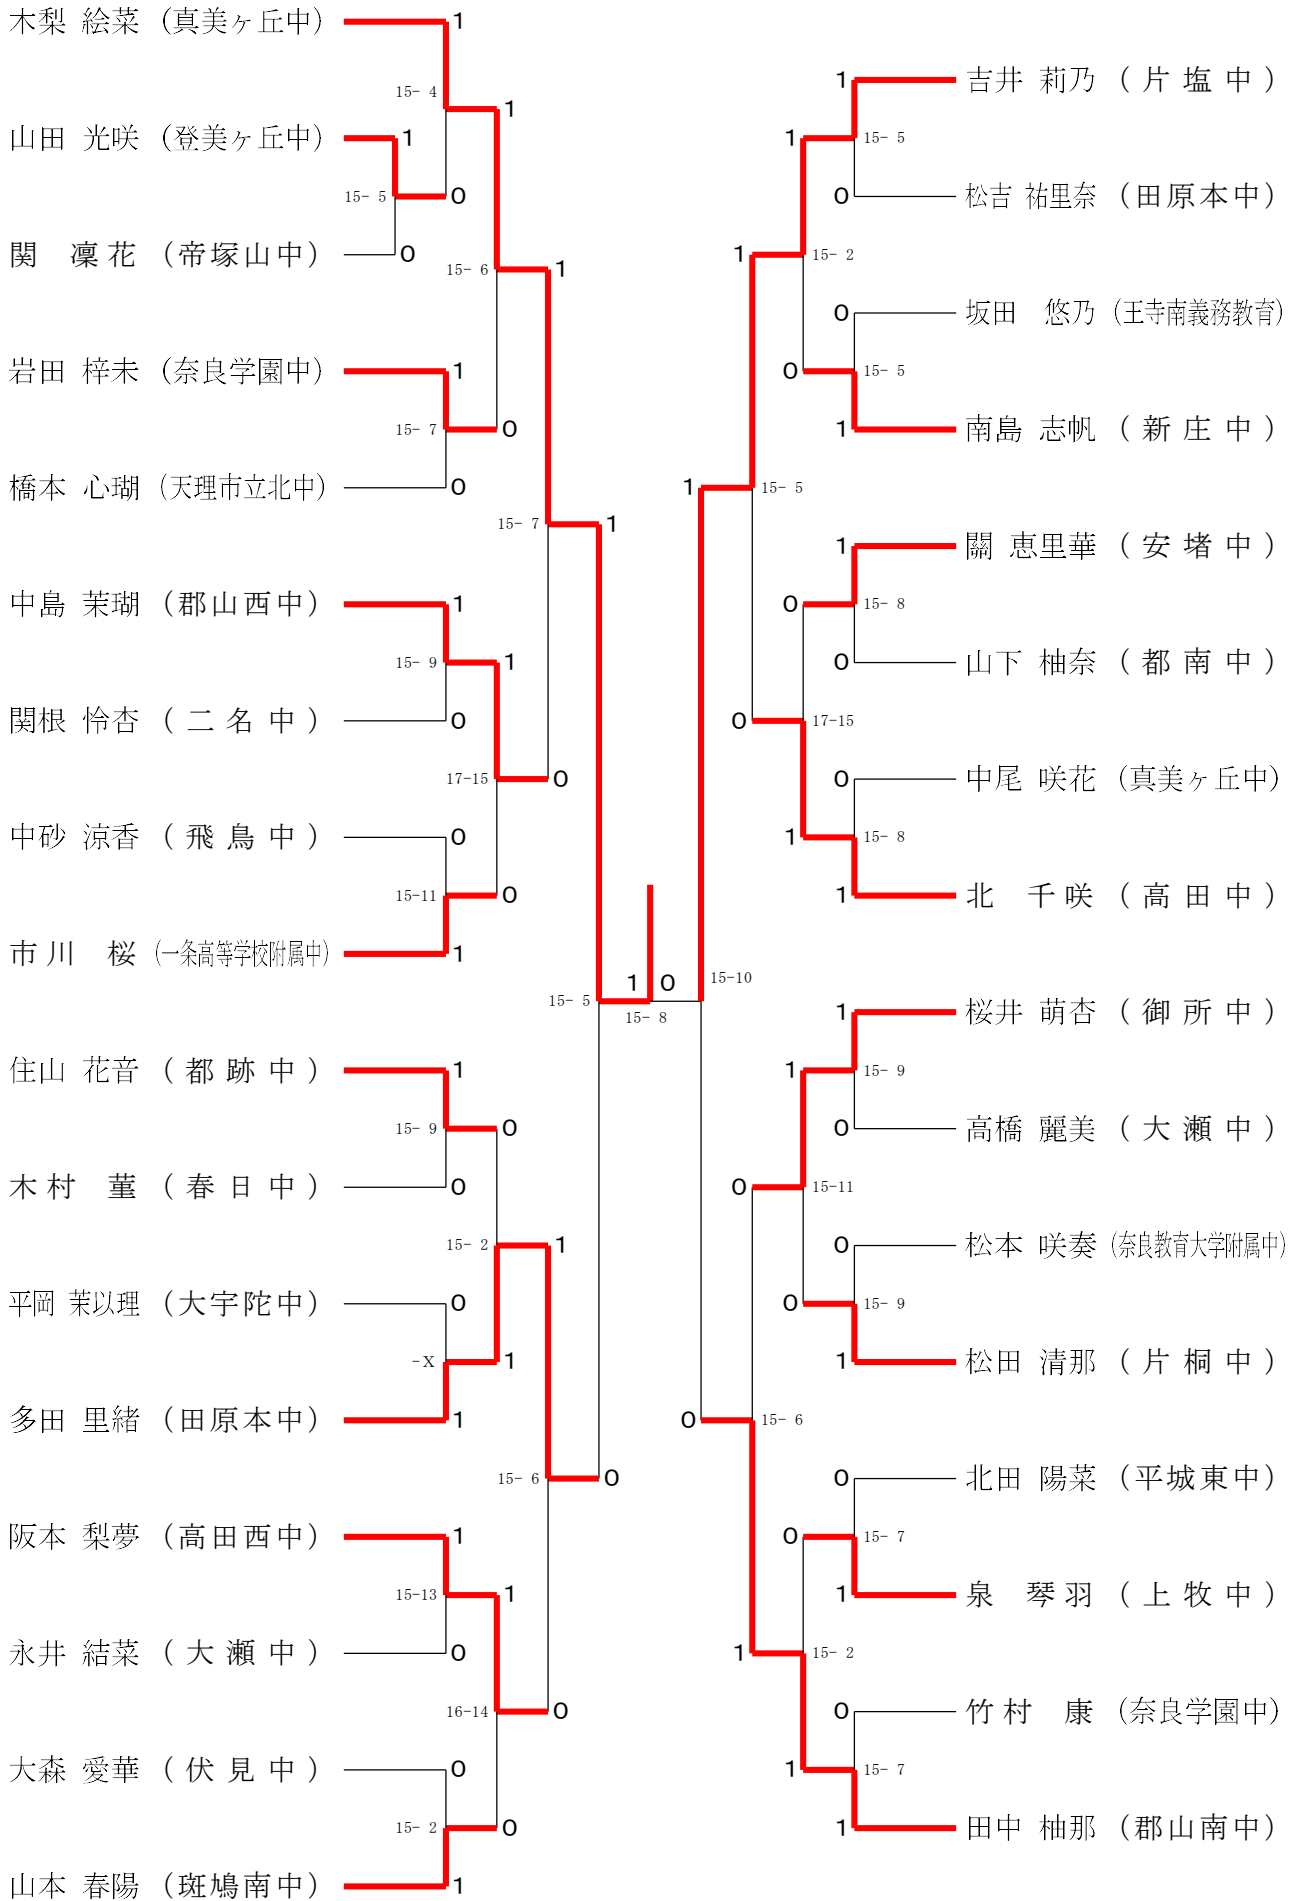 木梨 絵菜 (真美ヶ丘中) 1
15- 4
1
山田 光咲 (登美ヶ丘中) 1
15- 5
0
関 凜花 (帝塚山中) 0
15- 6
1
岩田 梓未 (奈良学園中) 1
15- 7
0
橋本 心瑚 (天理市立北中) 0
15- 7
1
中島 茉瑚 (郡山西中) 1
15- 9
1
関根 怜杏 (二名中) 0
17-15
0
中砂 涼香 (飛鳥中) 0
15-11
0
市川 桜 (一条高等学校附属中) 1
15- 5
1 0
15- 8
住山 花音 (都跡中) 1
15- 9
0
木村 菫 (春日中) 0
15- 2
1
平岡 茉以理 (大宇陀中) 0
-X
1
多田 里緒 (田原本中) 1
15- 6
0
阪本 梨夢 (高田西中) 1
15-13
1
永井 結菜 (大瀬中) 0
16-14
0
大森 愛華 (伏見中) 0
15- 2
0
山本 春陽 (斑鳩南中) 1
1 吉井 莉乃 (片塩中)
1
15- 5
0 松吉 祐里奈 (田原本中)
1
15- 2
0 坂田 悠乃 (王寺南義務教育)
0
15- 5
1 南島 志帆 (新庄中)
1
15- 5
1 關 恵里華 (安堵中)
0
15- 8
0 山下 柚奈 (都南中)
0
17-15
0 中尾 咲花 (真美ヶ丘中)
1
15- 8
1 北 千咲 (高田中)
15-10
1 桜井 萌杏 (御所中)
1
15- 9
0 高橋 麗美 (大瀬中)
0
15-11
0 松本 咲奏 (奈良教育大学附属中)
0
15- 9
1 松田 清那 (片桐中)
0
15- 6
0 北田 陽菜 (平城東中)
0
15- 7
1 泉 琴羽 (上牧中)
1
15- 2
0 竹村 康 (奈良学園中)
1
15- 7
1 田中 柚那 (郡山南中)